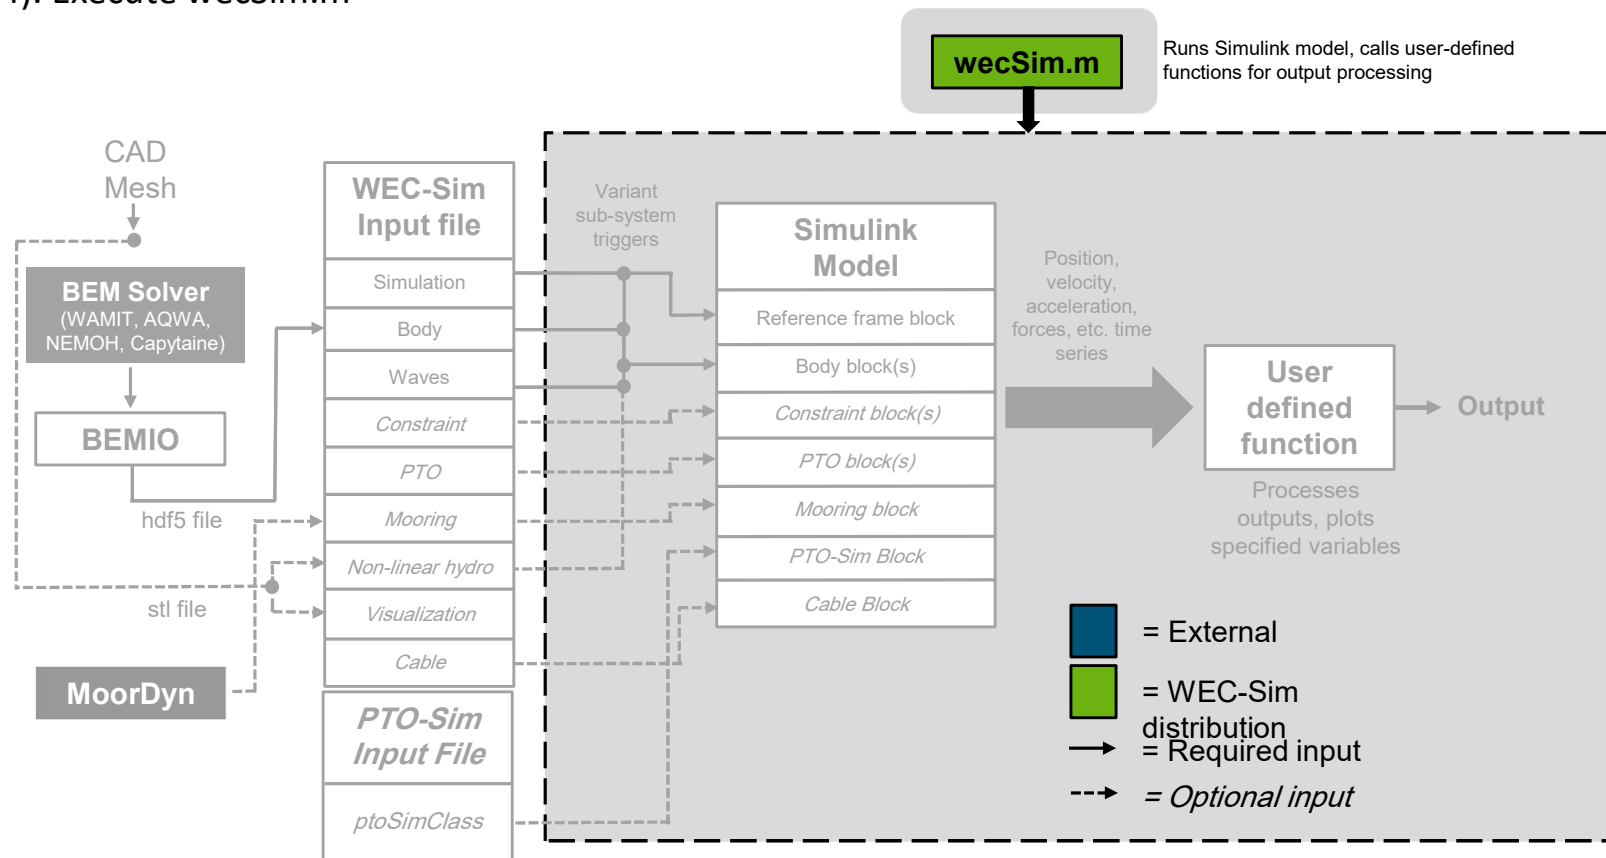 4): Execute wecSim.m
wecSim.m
Runs Simulink model, calls user-defined
functions for output processing
CAD
Mesh
BEM Solver
(WAMIT, AQWA,
NEMOH, Capytaine)
BEMIO
hdf5 file
stl file
MoorDyn
WEC-Sim
Input file
Simulation
Body
Waves
Constraint
PTO
Mooring
Non-linear hydro
Visualization
Cable
PTO-Sim
Input File
ptoSimClass
Variant
sub-system
triggers
Simulink
Model
Reference frame block
Body block(s)
Constraint block(s)
PTO block(s)
Mooring block
PTO-Sim Block
Cable Block
Position,
velocity,
acceleration,
forces, etc. time
series
User
defined
function
Output
Processes
outputs, plots
specified variables
= External
= WEC-Sim
distribution
= Required input
= Optional input